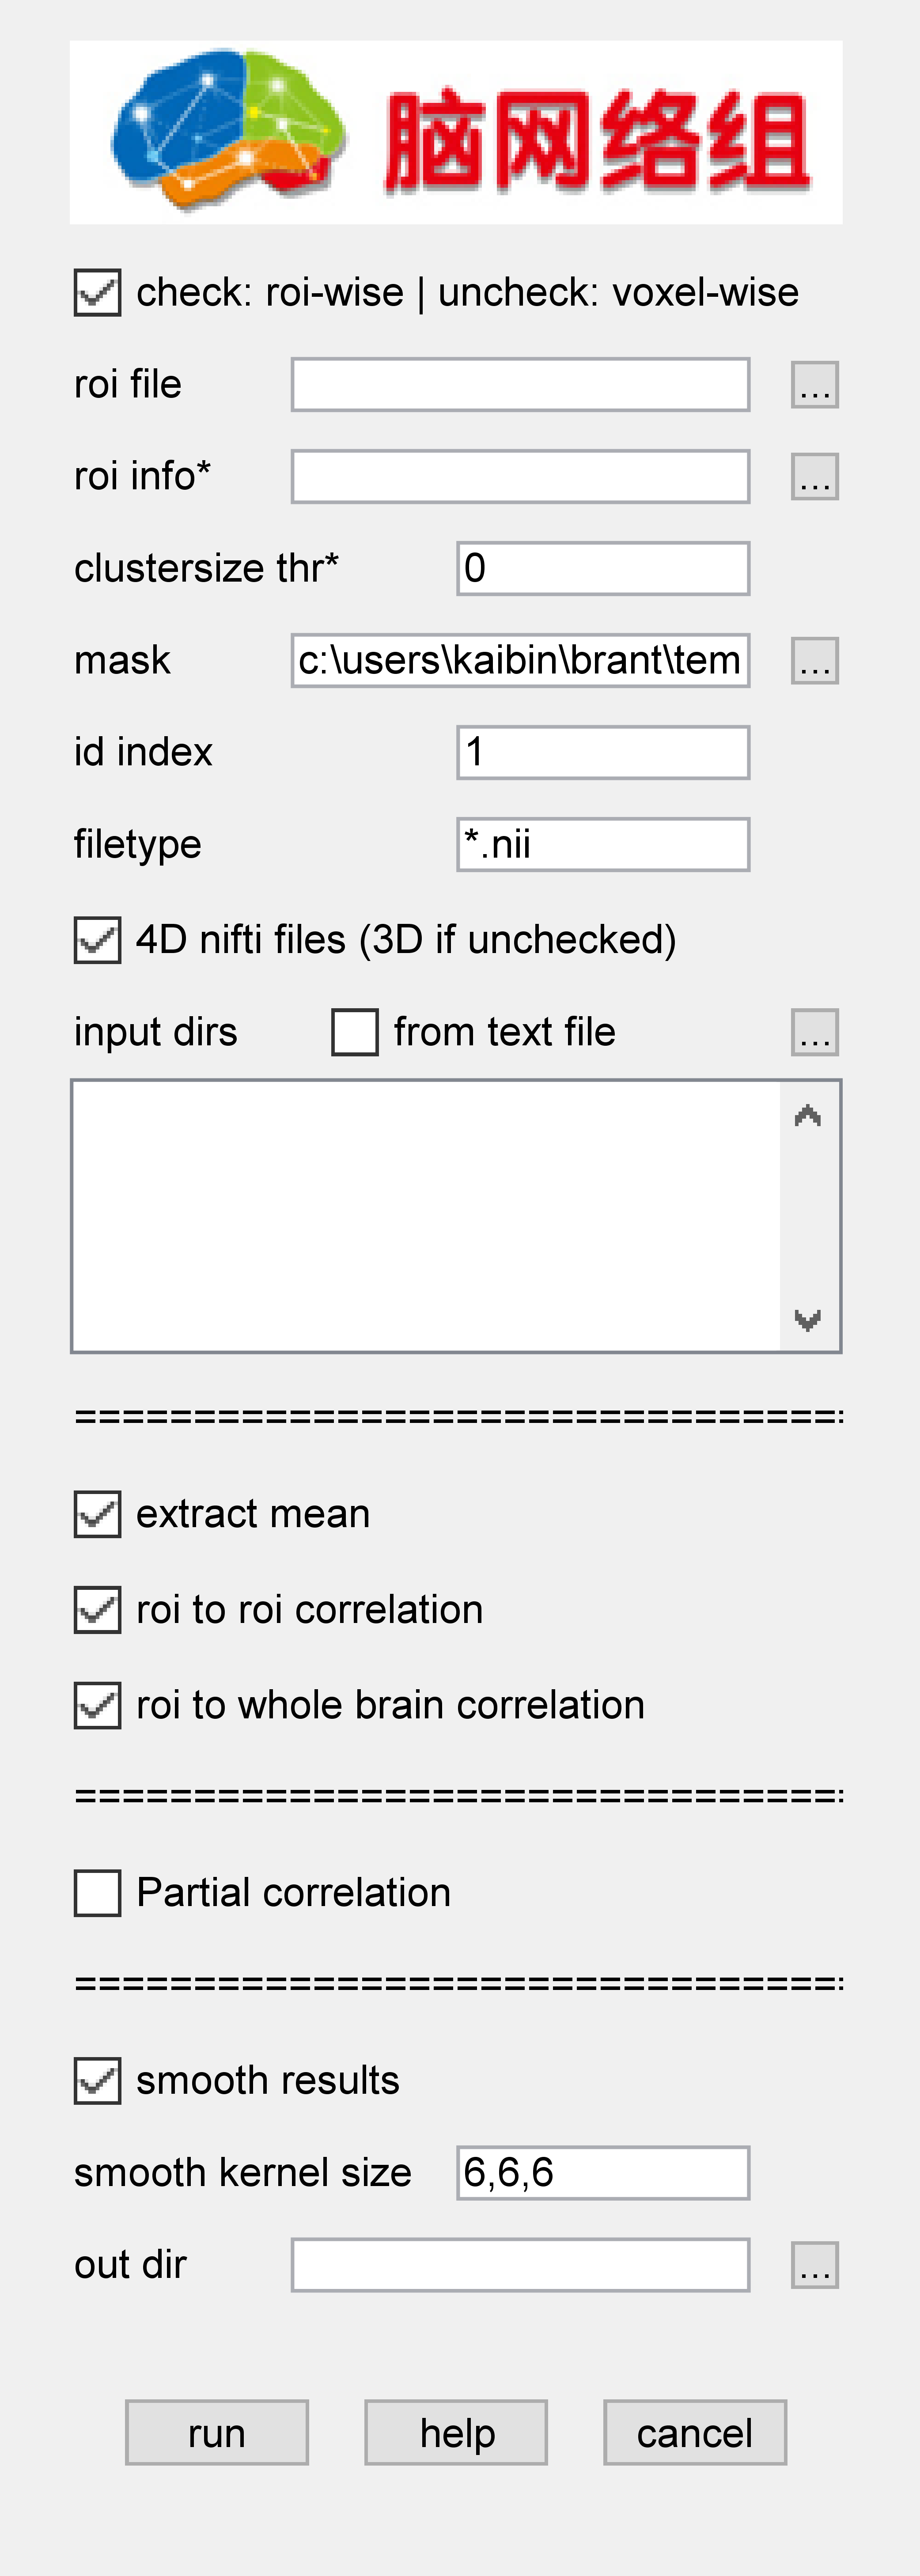 脑网络组
check: roi-wise | uncheck: voxel-wise
roi file ...
roi info* ...
clustersize thr* 0
mask c:\users\kaibin\brant\tem ...
id index 1
filetype *.nii
4D nifti files (3D if unchecked)
input dirs from text file ...
================================
extract mean
roi to roi correlation
roi to whole brain correlation
================================
Partial correlation
================================
smooth results
smooth kernel size 6,6,6
out dir ...
run help cancel